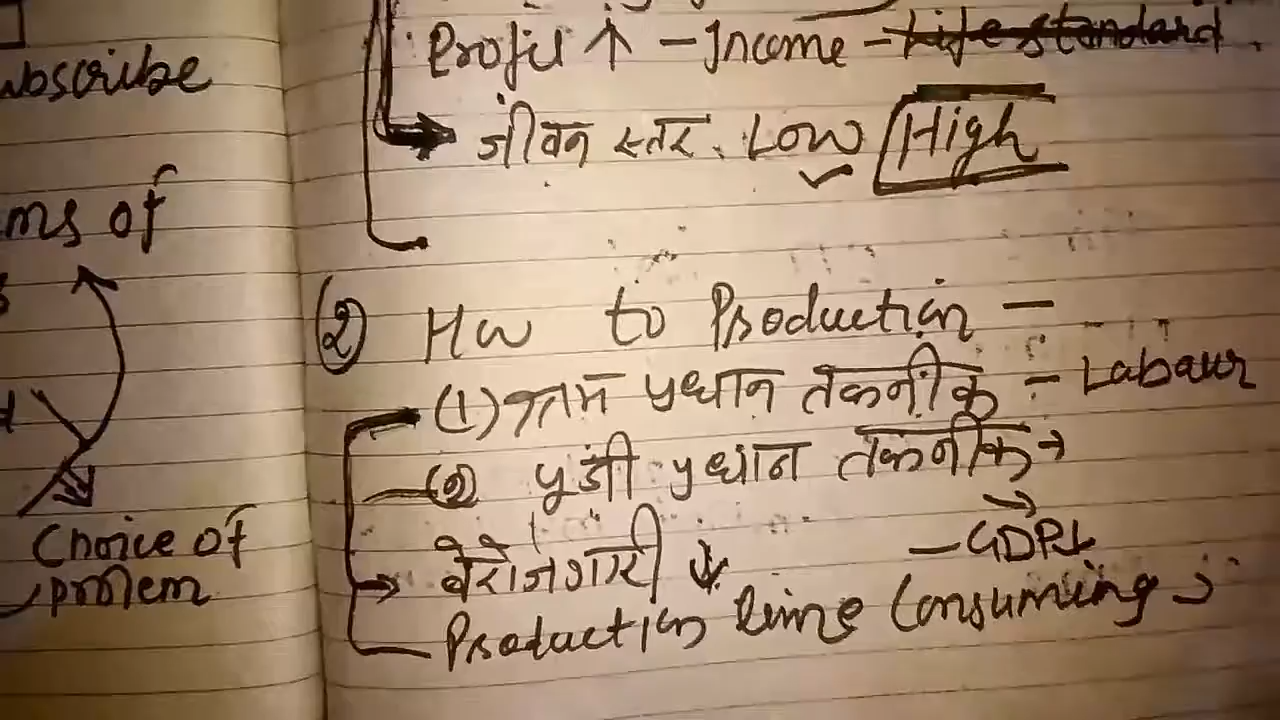 ubscribe
ms of
Choice of
problem
Profit ↑ - Income - Life standard.
जीवन स्तर. Low High
(2) How to Production -
(1) श्रम प्रधान तकनीक - Labour
(2) पूंजी प्रधान तकनीक →
बेरोजगारी ↓ - GDP↓
Production time Consuming